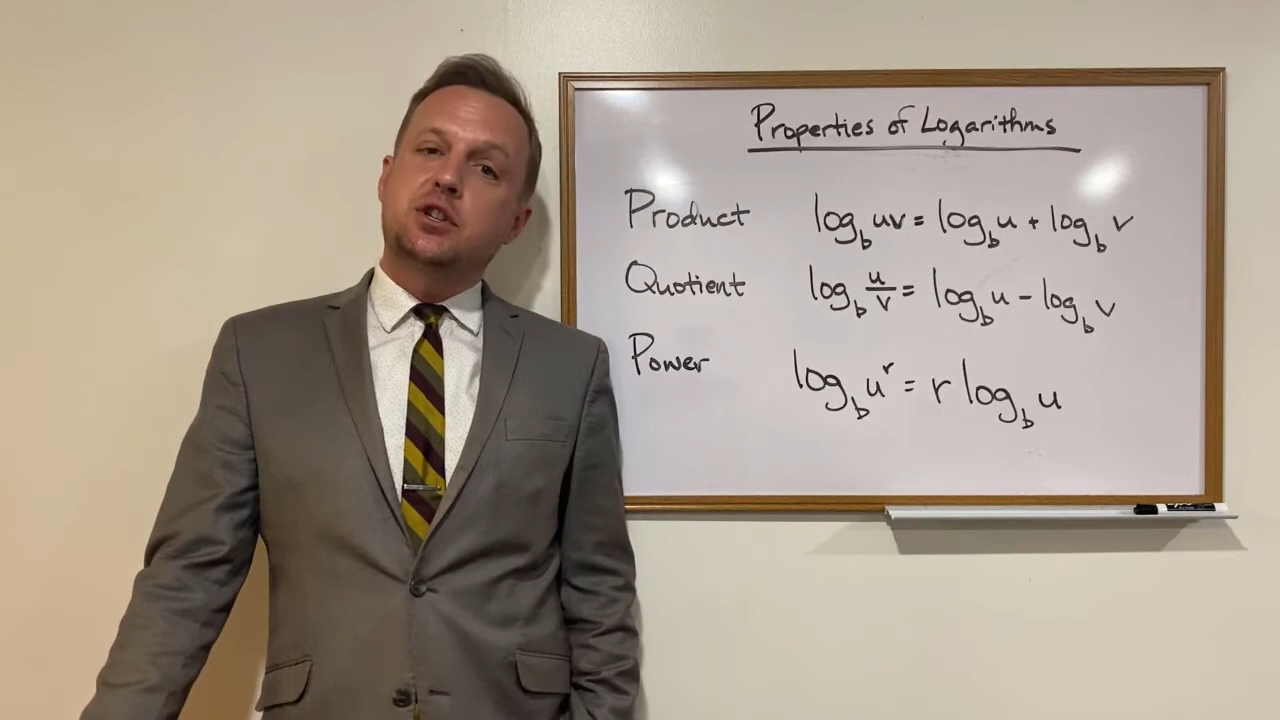 Properties of Logarithms
Product log_b uv = log_b u + log_b v
Quotient log_b u/v = log_b u - log_b v
Power log_b u^r = r log_b u